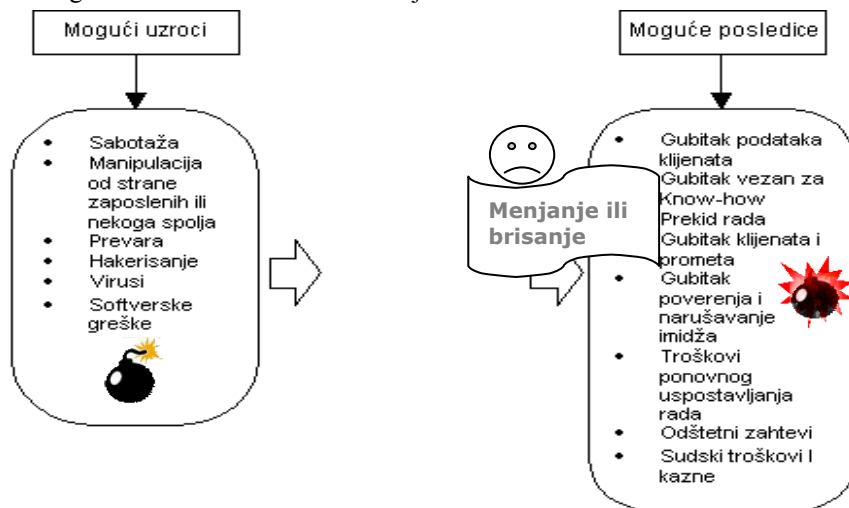 Mogući uzroci
Moguće posledice
• Sabotaža
• Manipulacija
od strane
zaposlenih ili
nekoga spolja
• Prevara
• Hakerisanje
• Virusi
• Softverske
greške
Menjanje ili
brisanje
• Gubitak podataka
klijenata
Gubitak vezan za
Know-how
Prekid rada
Gubitak klijenata i
prometa
• Gubitak
poverenja i
narušavanje
imidža
• Troškovi
ponovnog
uspostavljanja
rada
• Odštetni zahtevi
• Sudski troškovi I
kazne